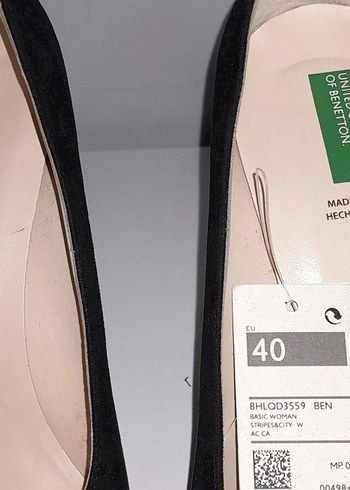 UNITED
OF BENETTON.
MADE
HECH
EU
40
8HLQD3559 BEN
BASIC WOMAN
STRIPES&CITY W
AC CA
MP. 0
00498